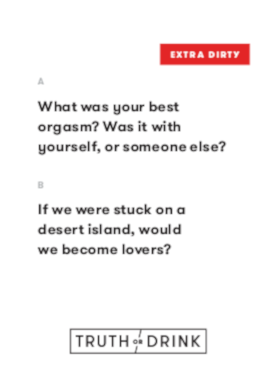 EXTRA DIRTY
A
What was your best
orgasm? Was it with
yourself, or someone else?
B
If we were stuck on a
desert island, would
we become lovers?
TRUTH OR DRINK